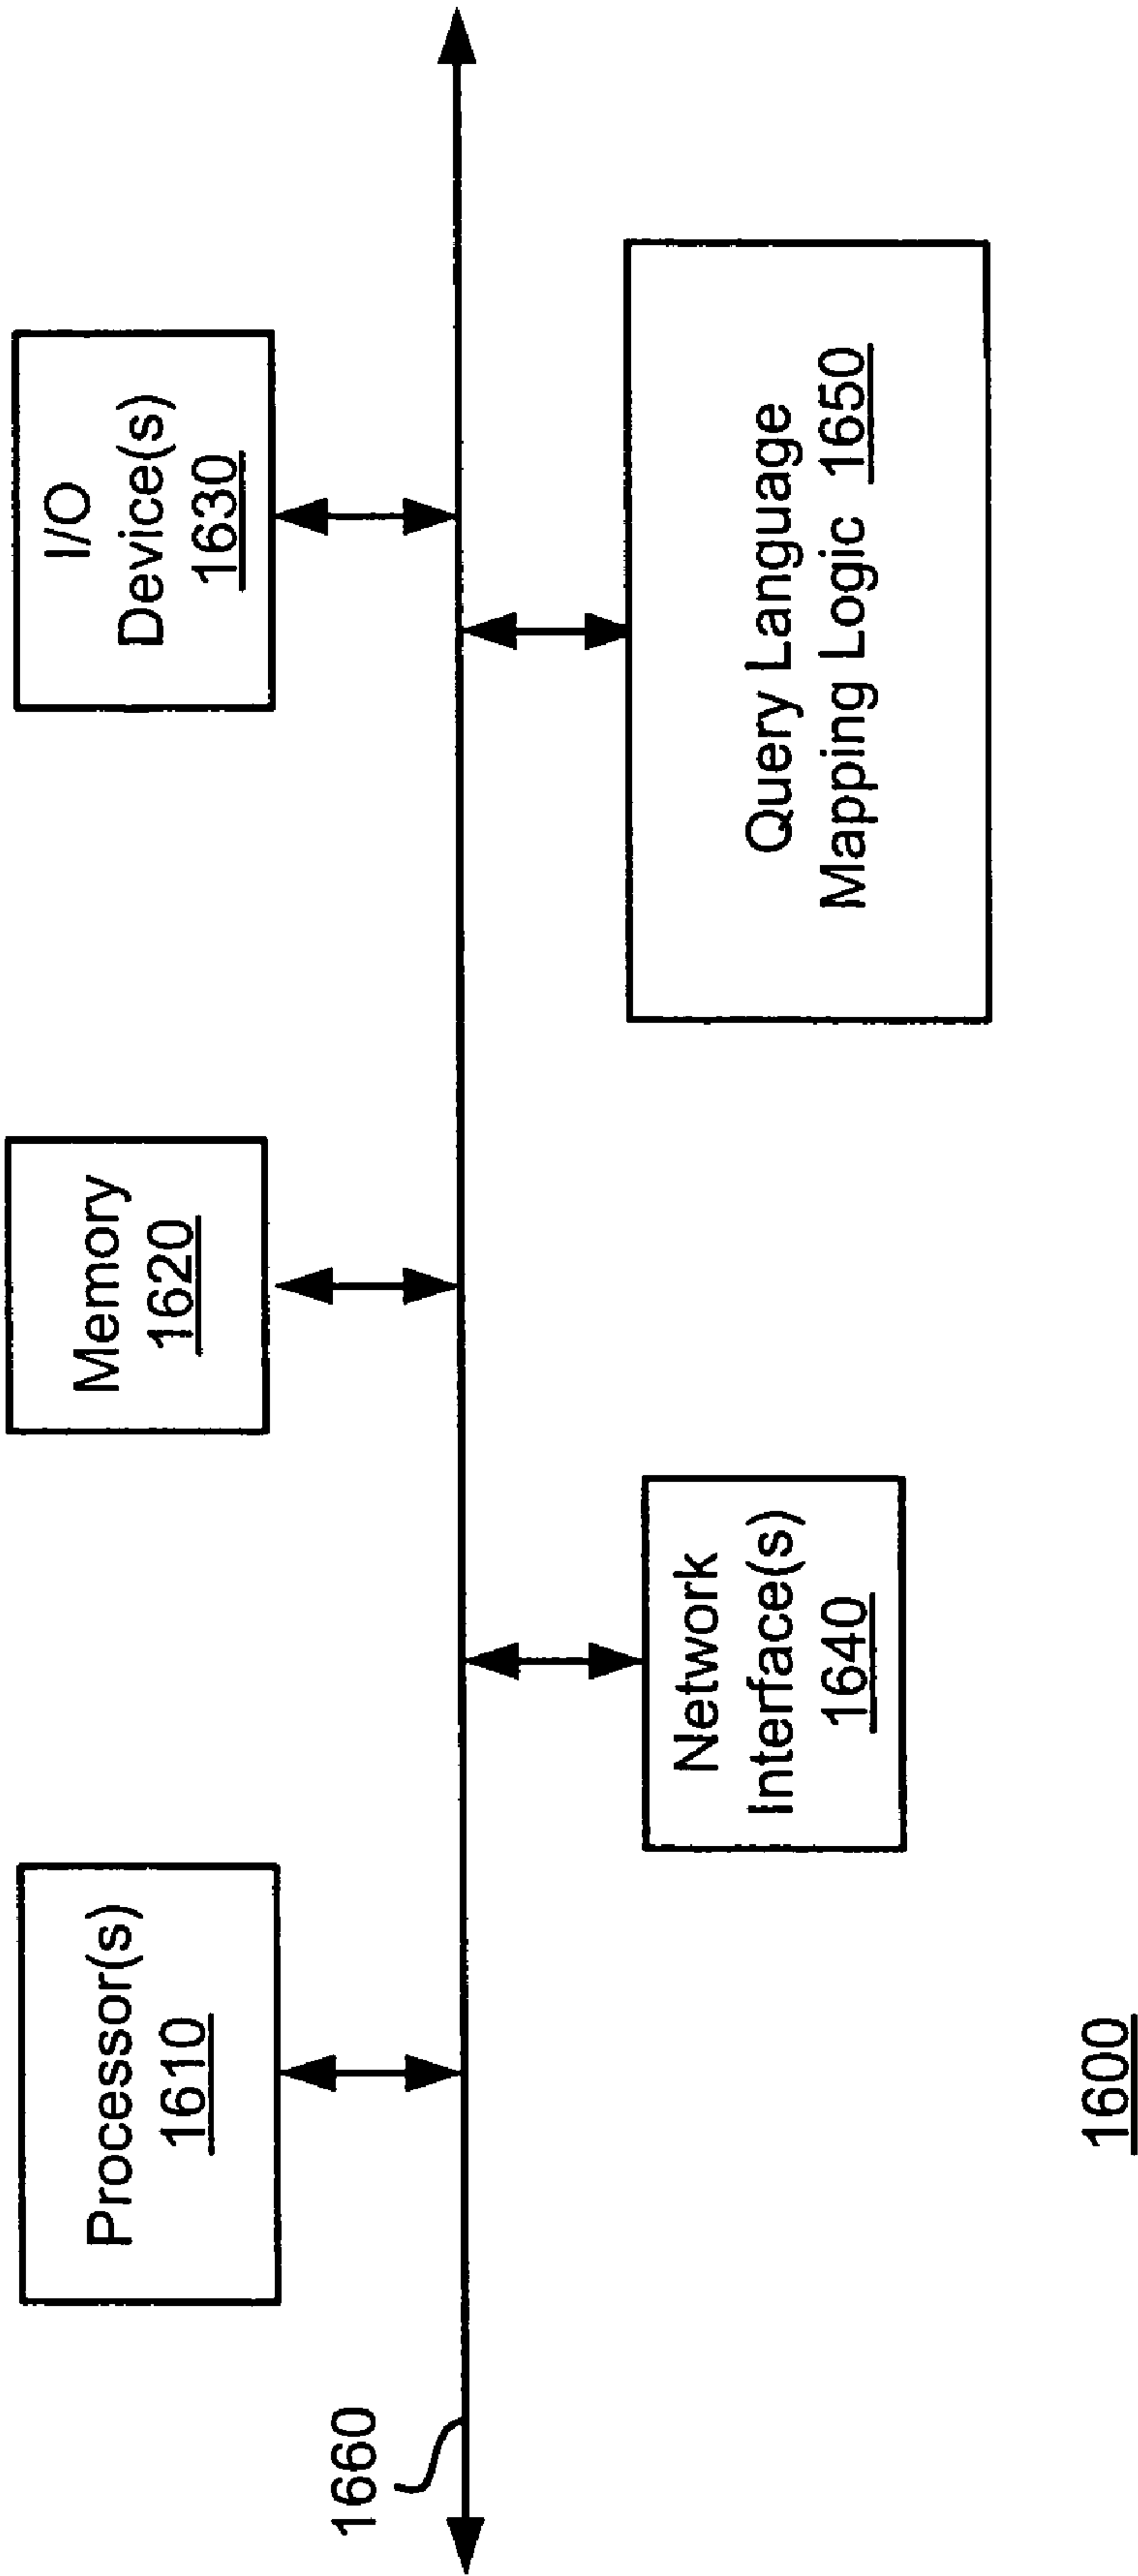 Processor(s)
1610
Memory
1620
I/O
Device(s)
1630
1660
Network
Interface(s)
1640
Query Language
Mapping Logic 1650
1600